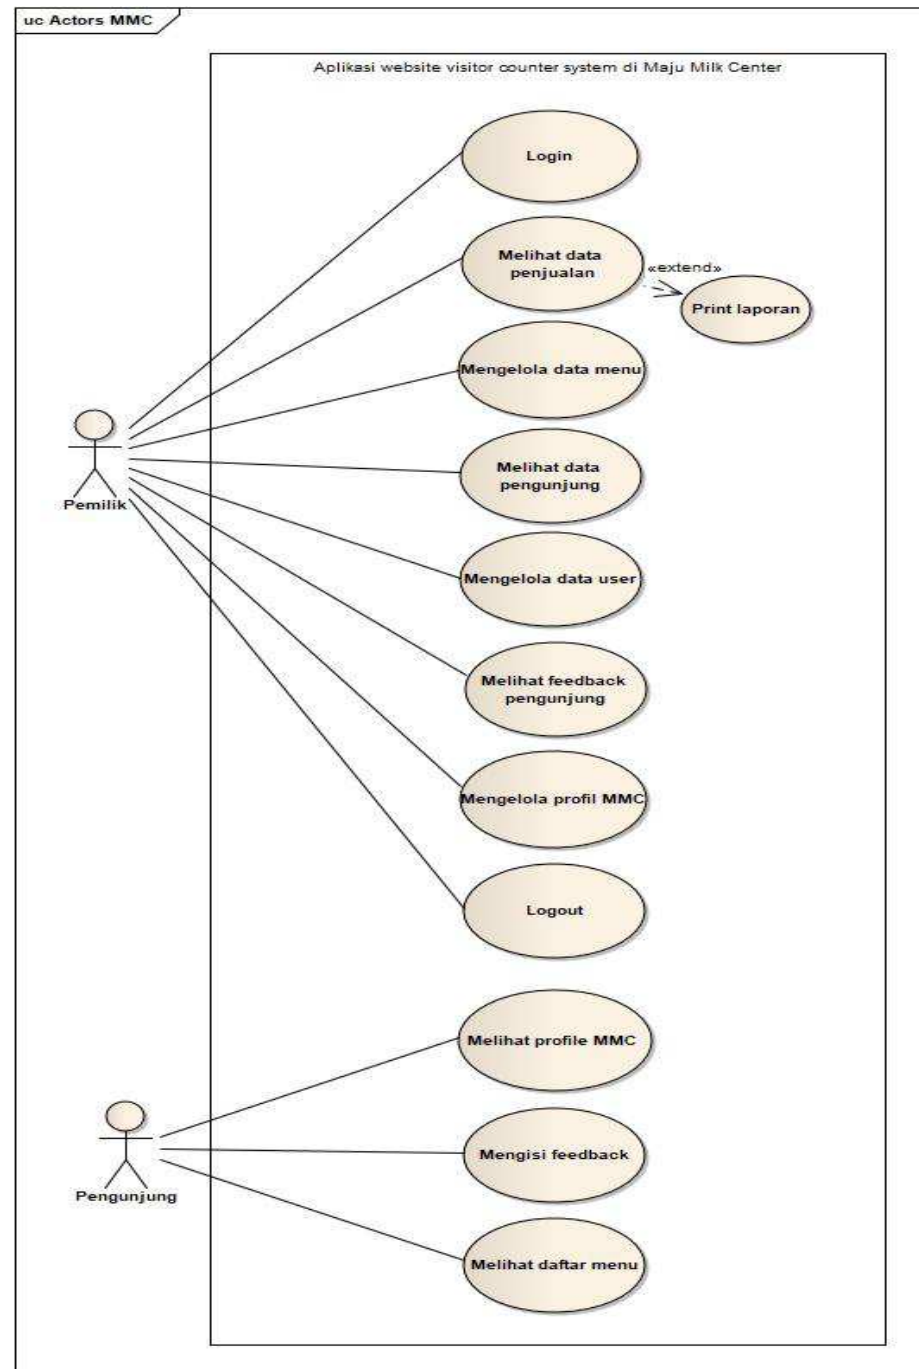 uc Actors MMC
Aplikasi website visitor counter system di Maju Milk Center
Login
Melihat data
penjualan
«extend»
Print laporan
Mengelola data menu
Melihat data
pengunjung
Pemilik
Mengelola data user
Melihat feedback
pengunjung
Mengelola profil MMC
Logout
Melihat profile MMC
Mengisi feedback
Pengunjung
Melihat daftar menu